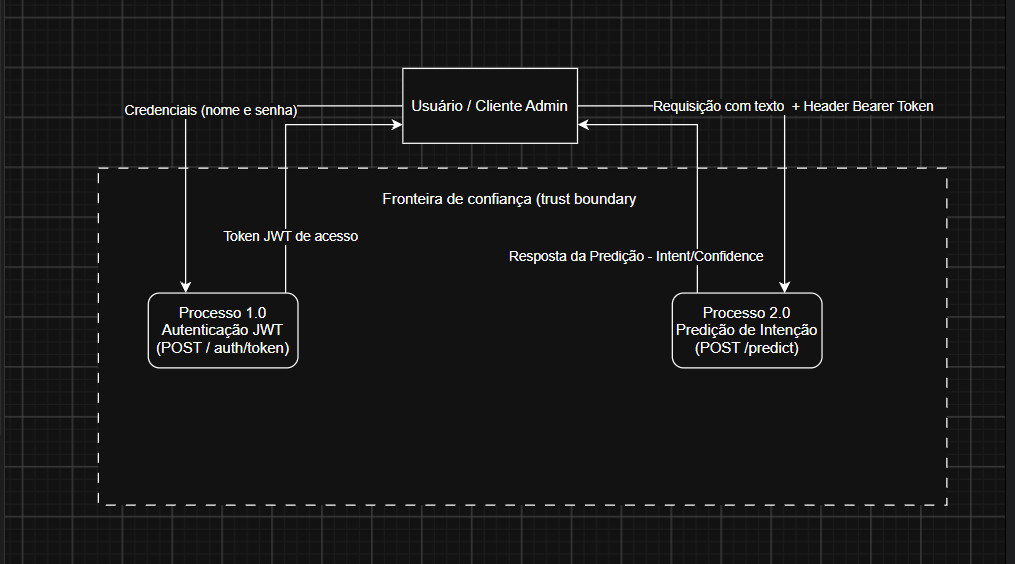 Usuário / Cliente Admin
Credenciais (nome e senha)
Requisição com texto + Header Bearer Token
Fronteira de confiança (trust boundary
Token JWT de acesso
Resposta da Predição - Intent/Confidence
Processo 1.0
Autenticação JWT
(POST / auth/token)
Processo 2.0
Predição de Intenção
(POST /predict)